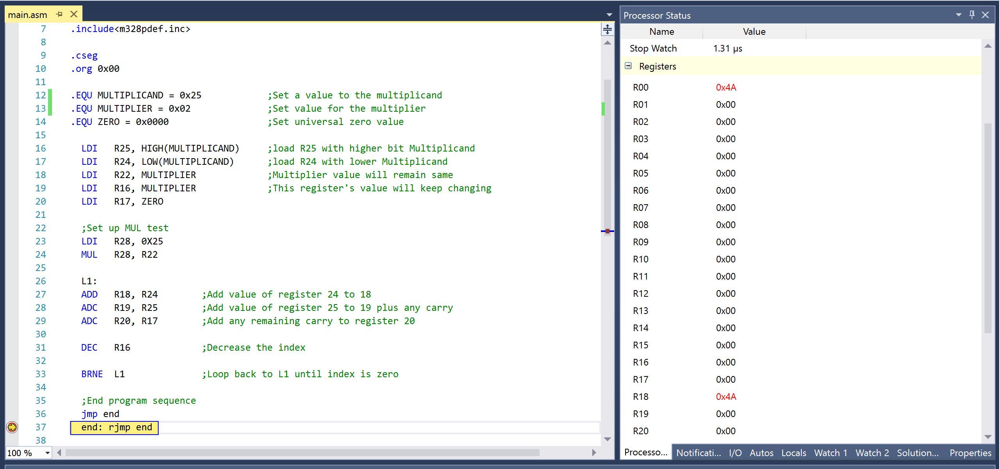 main.asm
7 .include<m328pdef.inc>
8
9 .cseg
10 .org 0x00
11
12 .EQU MULTIPLICAND = 0x25 ;Set a value to the multiplicand
13 .EQU MULTIPLIER = 0x02 ;Set value for the multiplier
14 .EQU ZERO = 0x0000 ;Set universal zero value
15
16 LDI R25, HIGH(MULTIPLICAND) ;load R25 with higher bit Multiplicand
17 LDI R24, LOW(MULTIPLICAND) ;load R24 with lower Multiplicand
18 LDI R22, MULTIPLIER ;Multiplier value will remain same
19 LDI R16, MULTIPLIER ;This register's value will keep changing
20 LDI R17, ZERO
21
22 ;Set up MUL test
23 LDI R28, 0X25
24 MUL R28, R22
25
26 L1:
27 ADD R18, R24 ;Add value of register 24 to 18
28 ADC R19, R25 ;Add value of register 25 to 19 plus any carry
29 ADC R20, R17 ;Add any remaining carry to register 20
30
31 DEC R16 ;Decrease the index
32
33 BRNE L1 ;Loop back to L1 until index is zero
34
35 ;End program sequence
36 jmp end
37 end: rjmp end
38
100 %
Processor Status
Name Value
Stop Watch 1.31 µs
Registers
R00 0x4A
R01 0x00
R02 0x00
R03 0x00
R04 0x00
R05 0x00
R06 0x00
R07 0x00
R08 0x00
R09 0x00
R10 0x00
R11 0x00
R12 0x00
R13 0x00
R14 0x00
R15 0x00
R16 0x00
R17 0x00
R18 0x4A
R19 0x00
R20 0x00
Processo... Notificati... I/O Autos Locals Watch 1 Watch 2 Solution... Properties